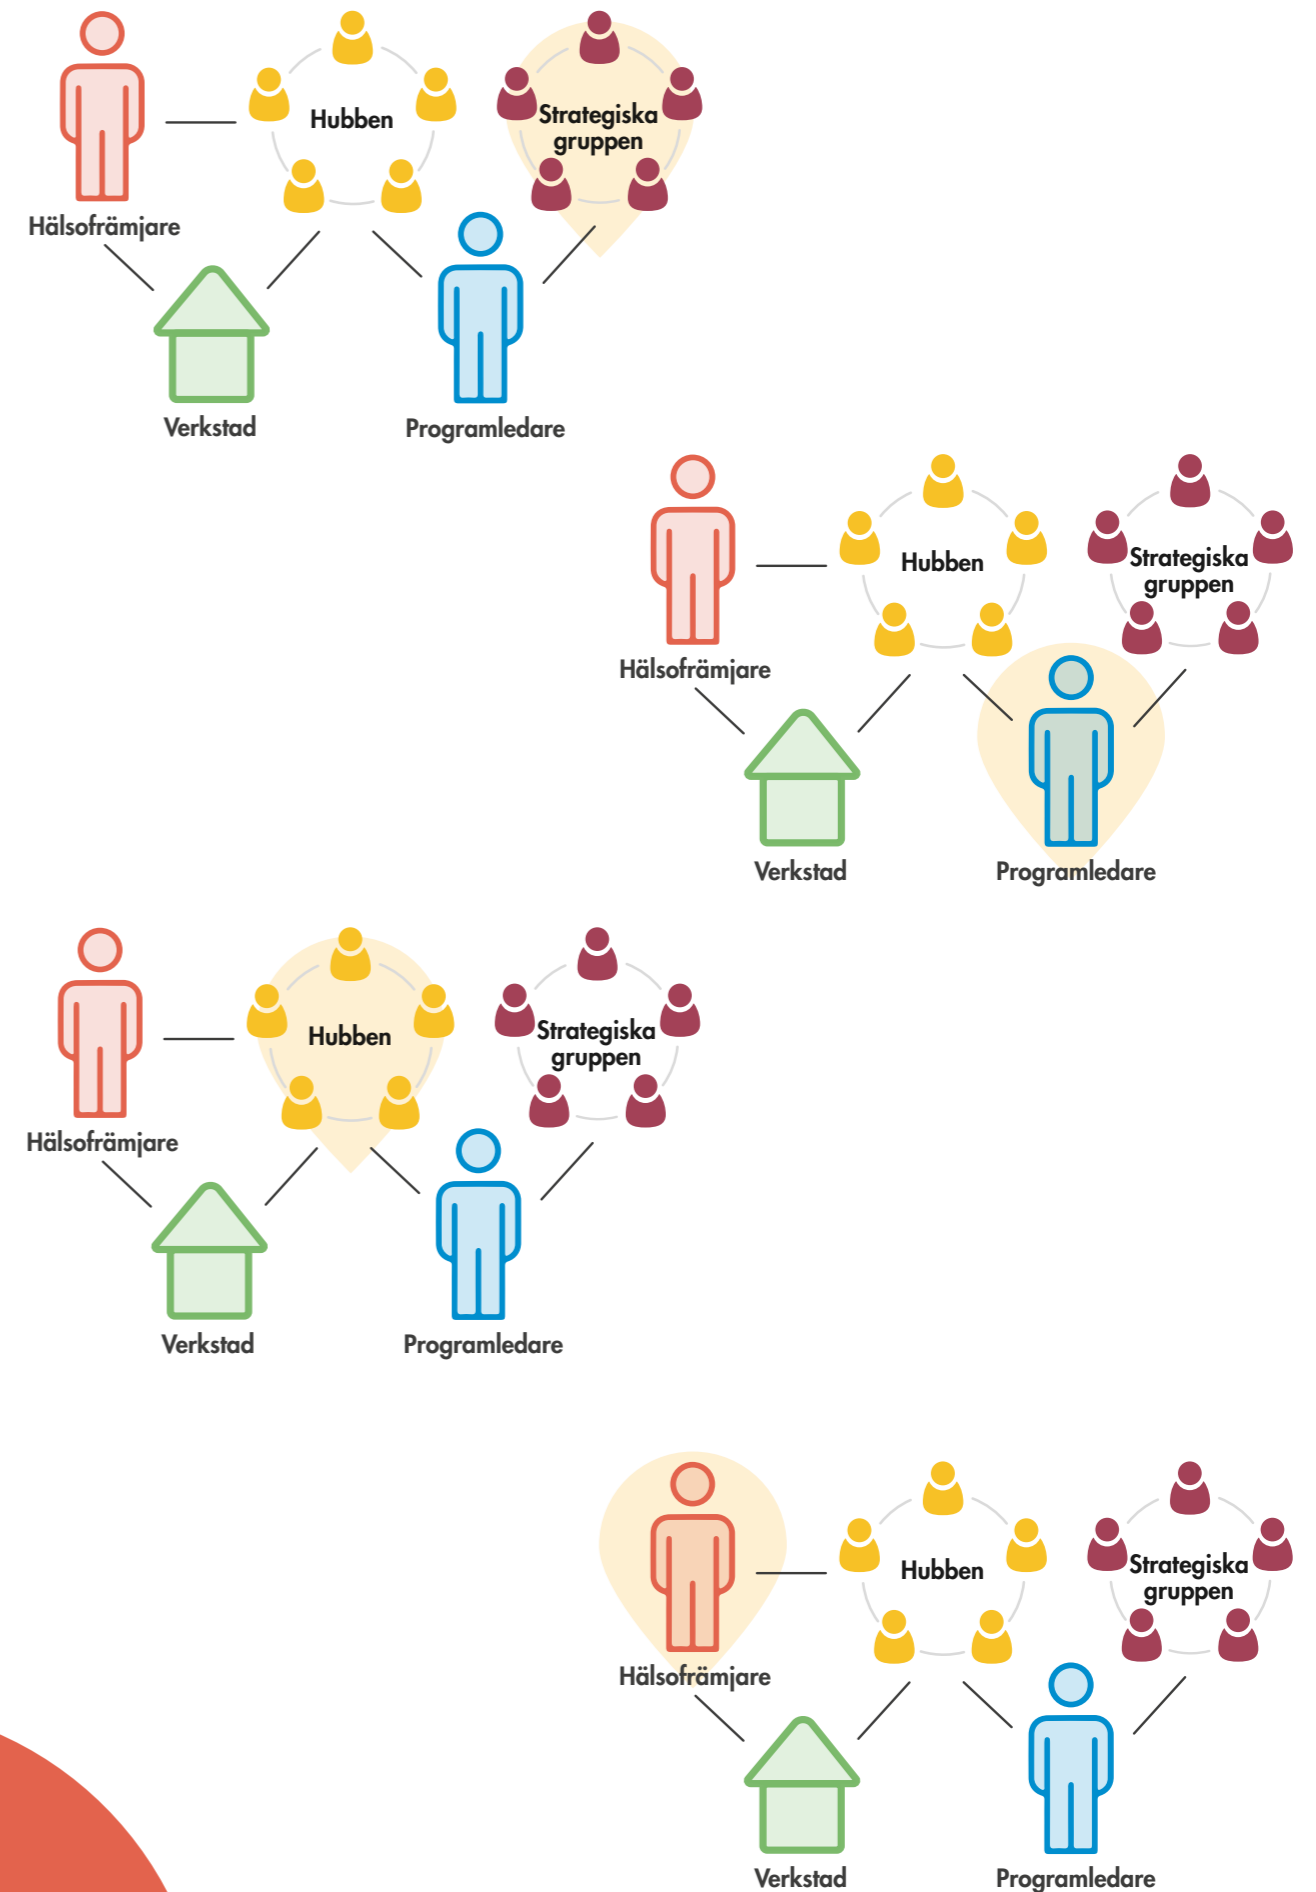 Hubben
Strategiska
gruppen
Hälsofrämjare
Verkstad
Programledare
Hubben
Strategiska
gruppen
Hälsofrämjare
Verkstad
Programledare
Hubben
Strategiska
gruppen
Hälsofrämjare
Verkstad
Programledare
Hubben
Strategiska
gruppen
Hälsofrämjare
Verkstad
Programledare